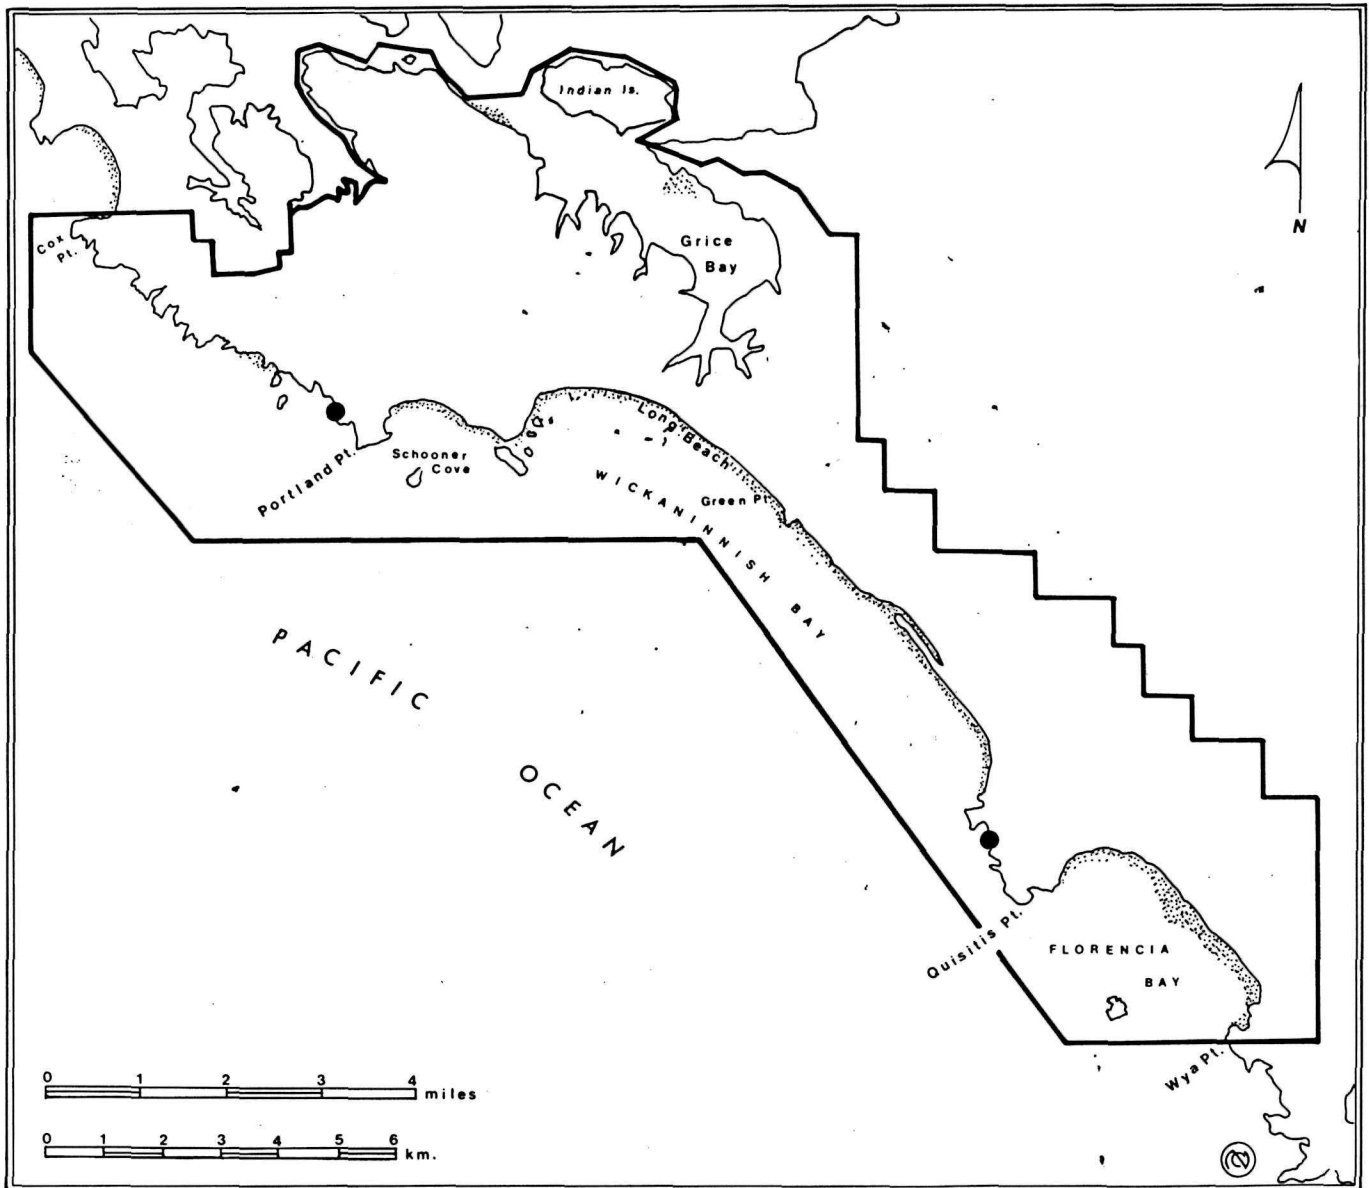 Indian Is.
N
Cox
Pt.
Grice
Bay
Long Beach
Schooner
Cove
Portland Pt.
Green Pt.
WICKANINNISH BAY
PACIFIC
OCEAN
Quisitis Pt.
FLORENCIA
BAY
Wya Pt.
0 1 2 3 4
miles
0 1 2 3 4 5 6
km.